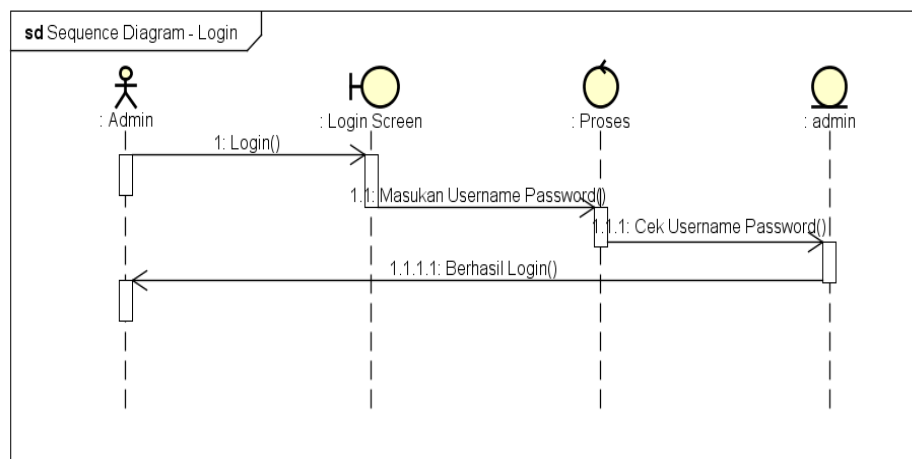 sd Sequence Diagram - Login
: Admin
: Login Screen
: Proses
: admin
1: Login()
1.1: Masukan Username Password()
1.1.1: Cek Username Password()
1.1.1.1: Berhasil Login()